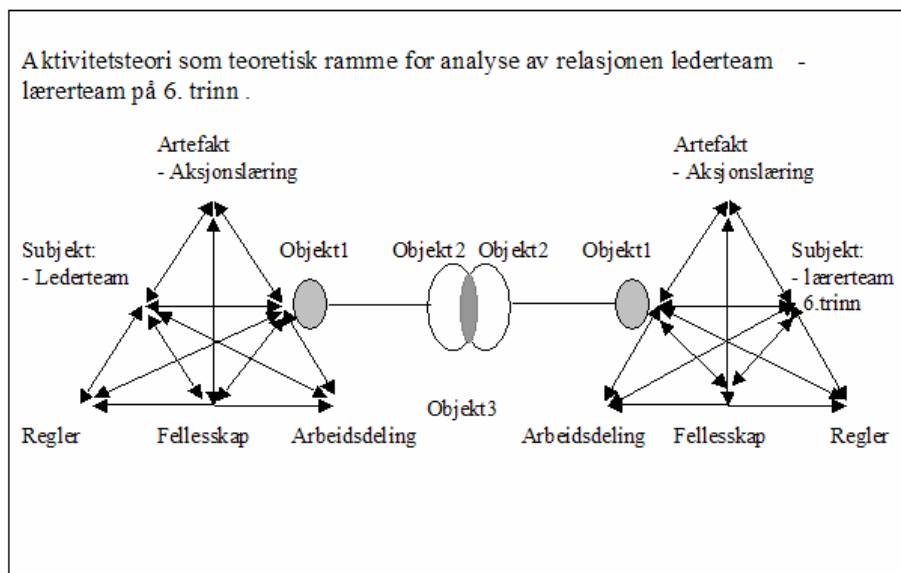 Aktivitetsteori som teoretisk ramme for analyse av relasjonen lederteam -
lærerteam på 6. trinn .
Artefakt
- Aksjonslæring
Artefakt
- Aksjonslæring
Subjekt:
- Lederteam
Objekt1
Objekt2
Objekt2
Objekt1
Subjekt:
- lærerteam
6.trinn
Objekt3
Regler
Fellesskap
Arbeidsdeling
Arbeidsdeling
Fellesskap
Regler